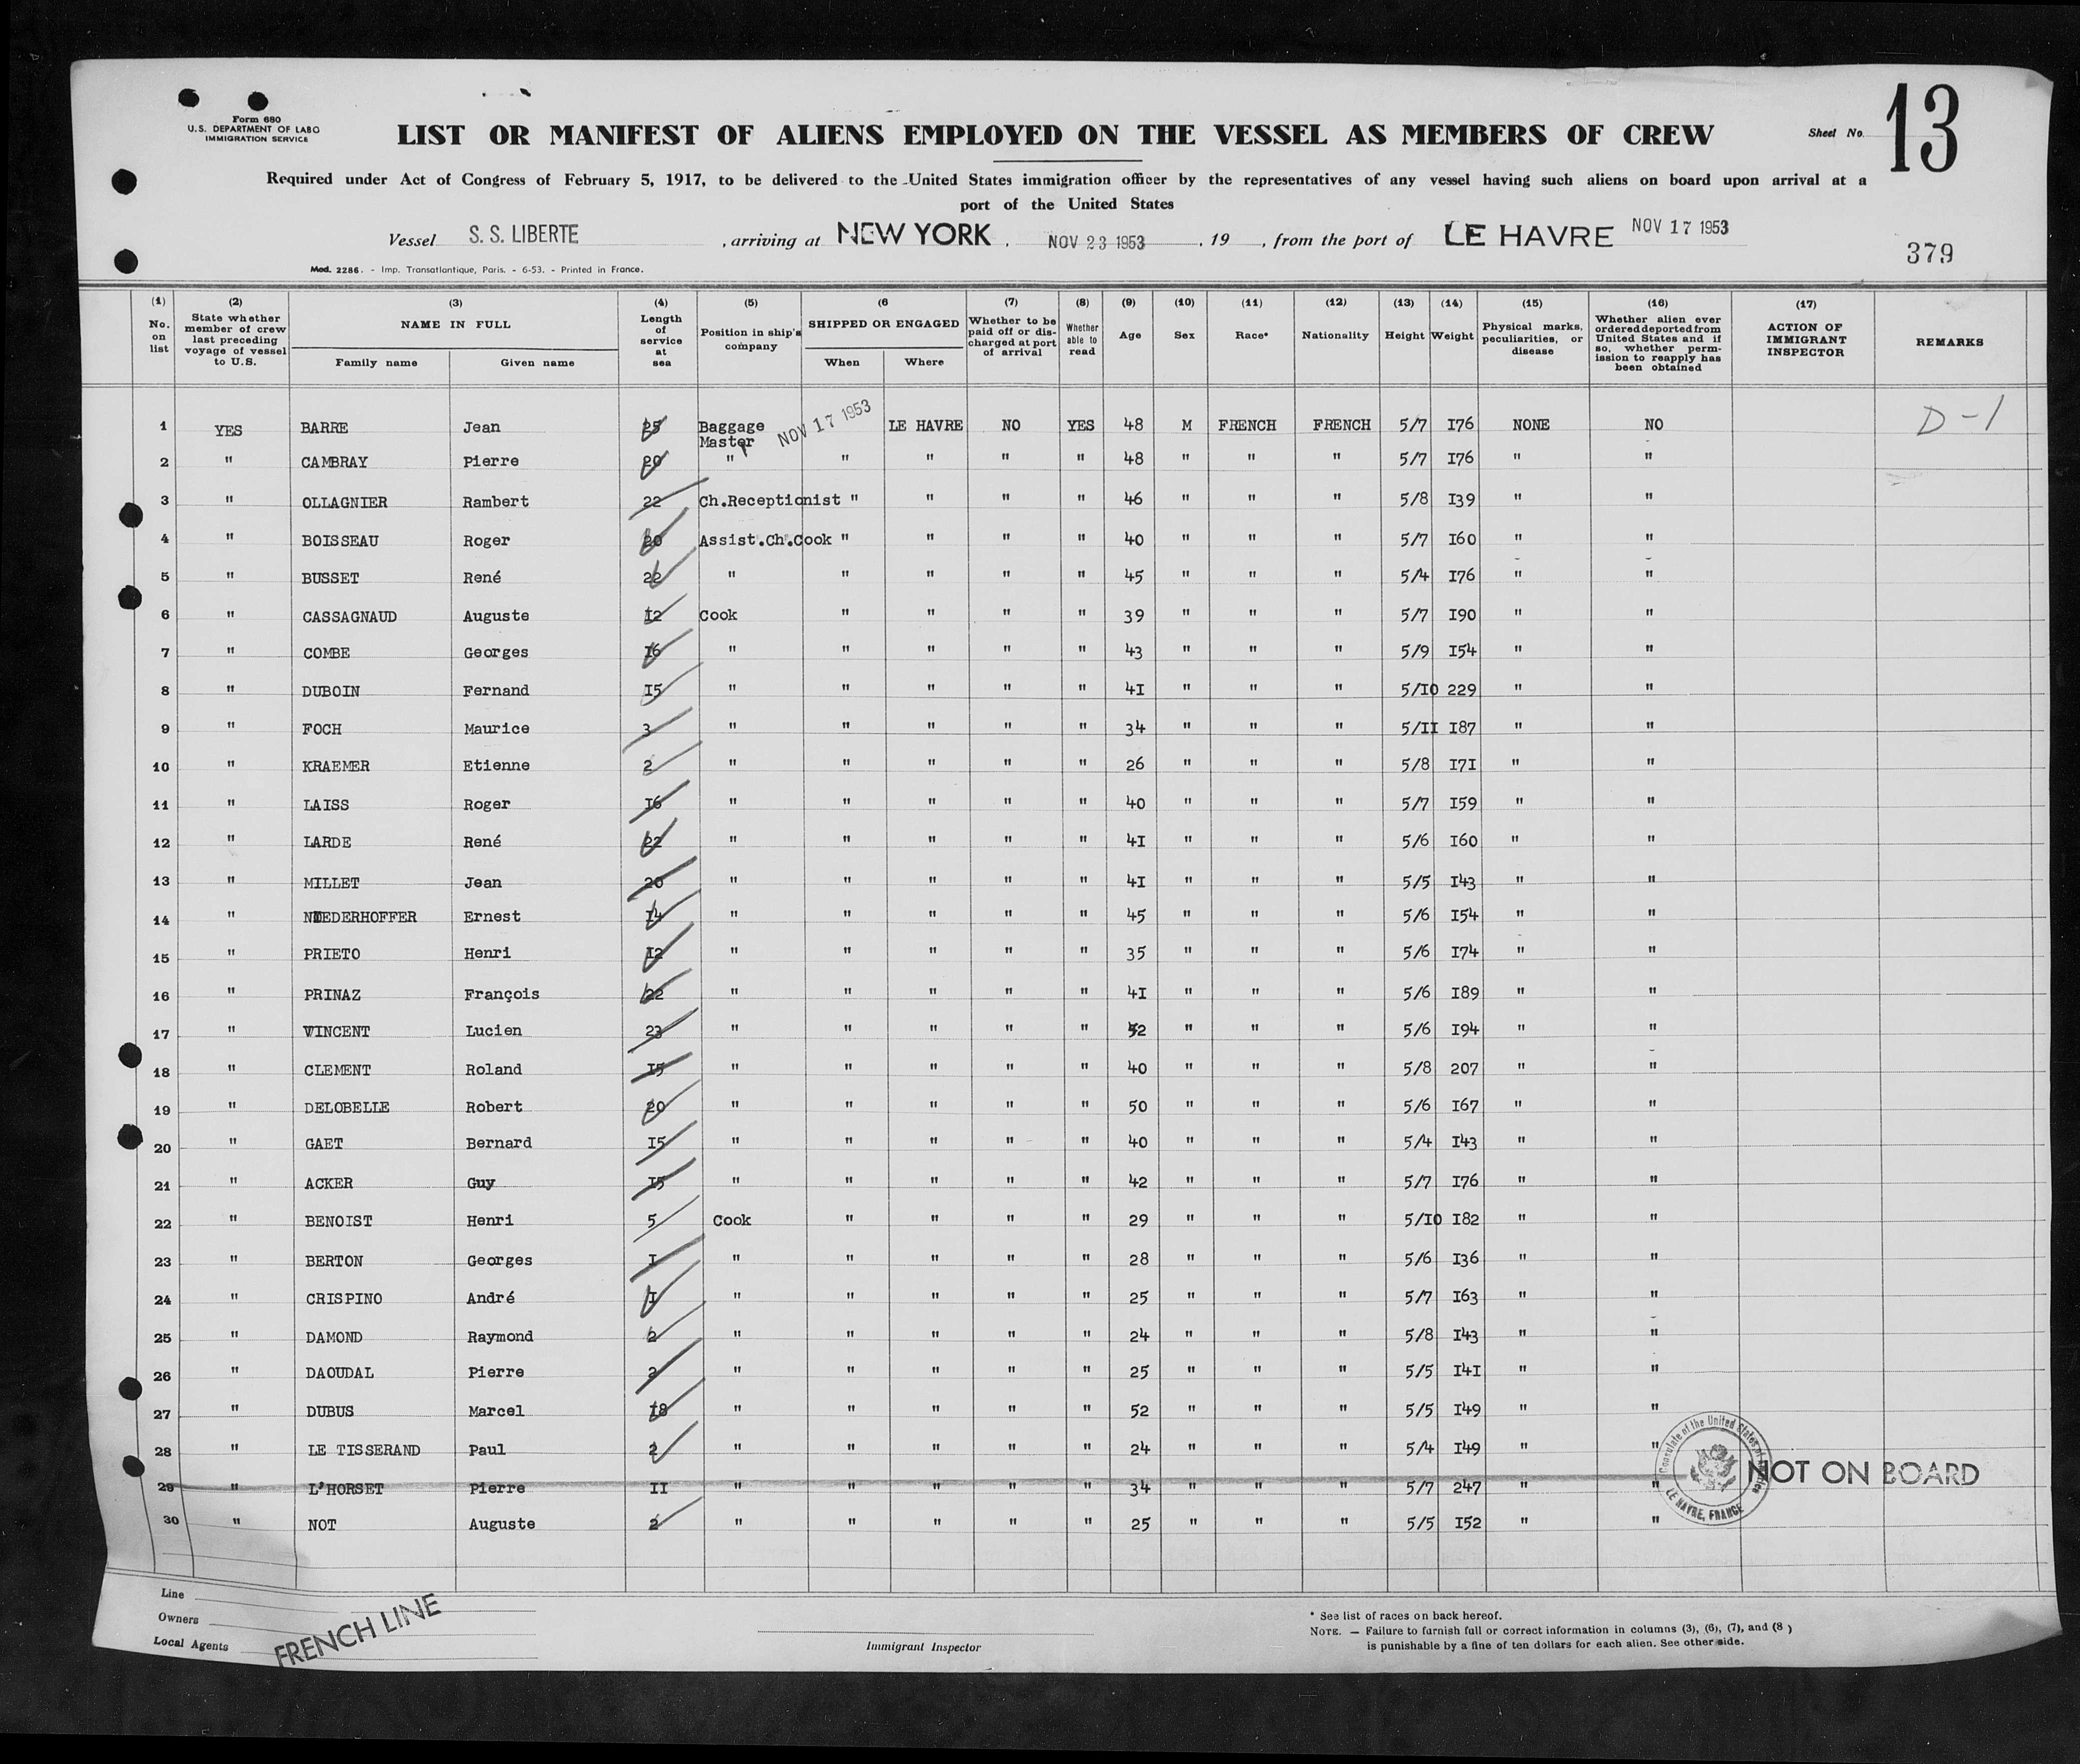 Form 680
U.S. DEPARTMENT OF LABO
IMMIGRATION SERVICE
LIST OR MANIFEST OF ALIENS EMPLOYED ON THE VESSEL AS MEMBERS OF CREW
Sheet No. 13
Required under Act of Congress of February 5, 1917, to be delivered to the United States immigration officer by the representatives of any vessel having such aliens on board upon arrival at a
port of the United States
Vessel S. S. LIBERTE , arriving at NEW YORK , NOV 23 1953 , 19 , from the port of LE HAVRE NOV 17 1953
379
Mod. 2286. - Imp. Transatlantique, Paris. - 6-53. - Printed in France.
(1) No. on list
(2) State whether member of crew last preceding voyage of vessel to U.S.
(3) NAME IN FULL Family name Given name
(4) Length of service at sea
(5) Position in ship's company
(6 SHIPPED OR ENGAGED When Where
(7) Whether to be paid off or discharged at port of arrival
(8) Whether able to read
(9) Age
(10) Sex
(11) Race*
(12) Nationality
(13) Height
(14) Weight
(15) Physical marks, peculiarities, or disease
(16) Whether alien ever ordered deported from United States and if so, whether permission to reapply has been obtained
(17) ACTION OF IMMIGRANT INSPECTOR
REMARKS
1 YES BARRE Jean 25 Baggage Master NOV 17 1953 LE HAVRE NO YES 48 M FRENCH FRENCH 5/7 I76 NONE NO D-1
2 " CAMBRAY Pierre 20 " " " " " 48 " " " 5/7 I76 " "
3 " OLLAGNIER Rambert 22 Ch.Receptionist " " " " 46 " " " 5/8 I39 " "
4 " BOISSEAU Roger 20 Assist.Ch.Cook " " " " 40 " " " 5/7 I60 " "
5 " BUSSET René 22 " " " " " 45 " " " 5/4 I76 " "
6 " CASSAGNAUD Auguste I2 Cook " " " " 39 " " " 5/7 I90 " "
7 " COMBE Georges I6 " " " " " 43 " " " 5/9 I54 " "
8 " DUBOIN Fernand I5 " " " " " 4I " " " 5/I0 229 " "
9 " FOCH Maurice 3 " " " " " 34 " " " 5/II I87 " "
10 " KRAEMER Etienne 2 " " " " " 26 " " " 5/8 I7I " "
11 " LAISS Roger I6 " " " " " 40 " " " 5/7 I59 " "
12 " LARDE René 22 " " " " " 4I " " " 5/6 I60 " "
13 " MILLET Jean 20 " " " " " 4I " " " 5/5 I43 " "
14 " NIEDERHOFFER Ernest I4 " " " " " 45 " " " 5/6 I54 " "
15 " PRIETO Henri I2 " " " " " 35 " " " 5/6 I74 " "
16 " PRINAZ François 22 " " " " " 4I " " " 5/6 I89 " "
17 " VINCENT Lucien 23 " " " " " 52 " " " 5/6 I94 " "
18 " CLEMENT Roland I5 " " " " " 40 " " " 5/8 207 " "
19 " DELOBELLE Robert 20 " " " " " 50 " " " 5/6 I67 " "
20 " GAET Bernard I5 " " " " " 40 " " " 5/4 I43 " "
21 " ACKER Guy I5 " " " " " 42 " " " 5/7 I76 " "
22 " BENOIST Henri 5 Cook " " " " 29 " " " 5/I0 I82 " "
23 " BERTON Georges I " " " " " 28 " " " 5/6 I36 " "
24 " CRISPINO André I " " " " " 25 " " " 5/7 I63 " "
25 " DAMOND Raymond 2 " " " " " 24 " " " 5/8 I43 " "
26 " DAOUDAL Pierre 2 " " " " " 25 " " " 5/5 I4I " "
27 " DUBUS Marcel I8 " " " " " 52 " " " 5/5 I49 " "
28 " LE TISSERAND Paul 2 " " " " " 24 " " " 5/4 I49 " "
29 " L'HORSET Pierre II " " " " " 34 " " " 5/7 247 " " NOT ON BOARD
30 " NOT Auguste 2 " " " " " 25 " " " 5/5 I52 " "
Consulate of the United States of America
LE HAVRE, FRANCE
Line
Owners
Local Agents
FRENCH LINE
Immigrant Inspector
* See list of races on back hereof.
NOTE. — Failure to furnish full or correct information in columns (3), (6), (7), and (8)
is punishable by a fine of ten dollars for each alien. See other side.